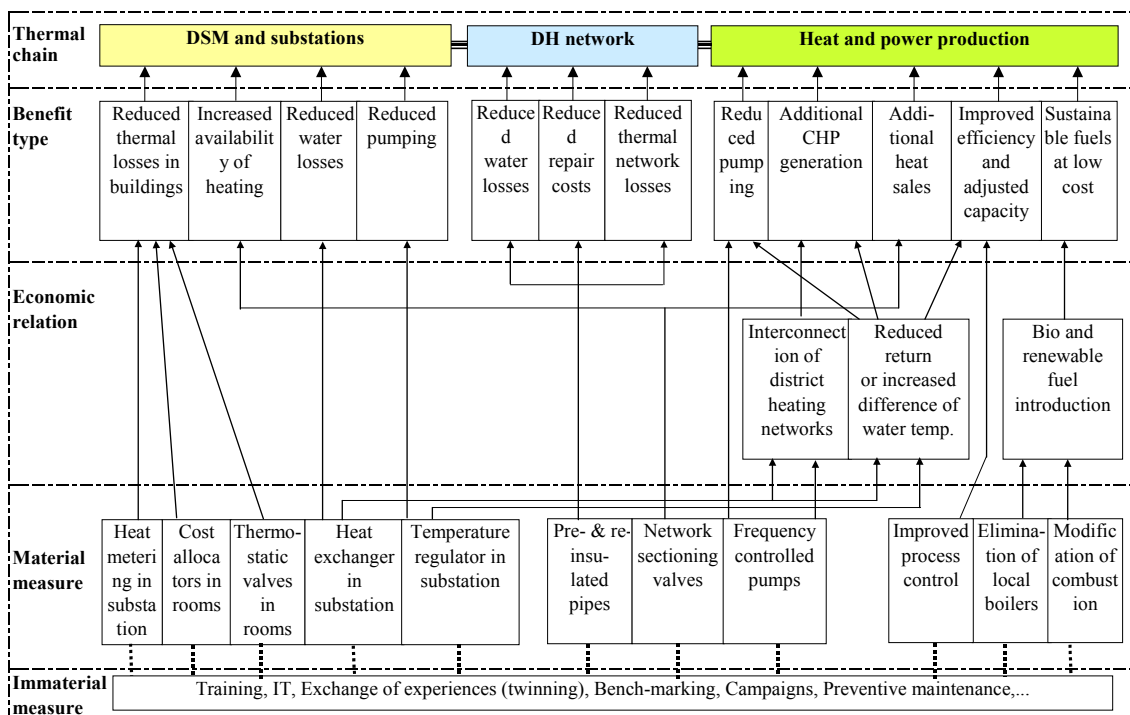 Thermal
chain
DSM and substations
DH network
Heat and power production
Benefit
type
Reduced
thermal
losses in
buildings
Increased
availabilit
y of
heating
Reduced
water
losses
Reduced
pumping
Reduce
d
water
losses
Reduce
d
repair
costs
Reduced
thermal
network
losses
Redu
ced
pump
ing
Additional
CHP
generation
Addi-
tional
heat
sales
Improved
efficiency
and
adjusted
capacity
Sustaina
ble fuels
at low
cost
Economic
relation
Interconnect
ion of
district
heating
networks
Reduced
return
or increased
difference of
water temp.
Bio and
renewable
fuel
introduction
Material
measure
Heat
meteri
ng in
substa
tion
Cost
alloca
tors in
rooms
Thermo-
static
valves in
rooms
Heat
exchanger
in
substation
Temperature
regulator in
substation
Pre- & re-
insu-
lated
pipes
Network
sectioning
valves
Frequency
controlled
pumps
Improved
process
control
Elimina-
tion of
local
boilers
Modific
ation of
combust
ion
Immaterial
measure
Training, IT, Exchange of experiences (twinning), Bench-marking, Campaigns, Preventive maintenance,...